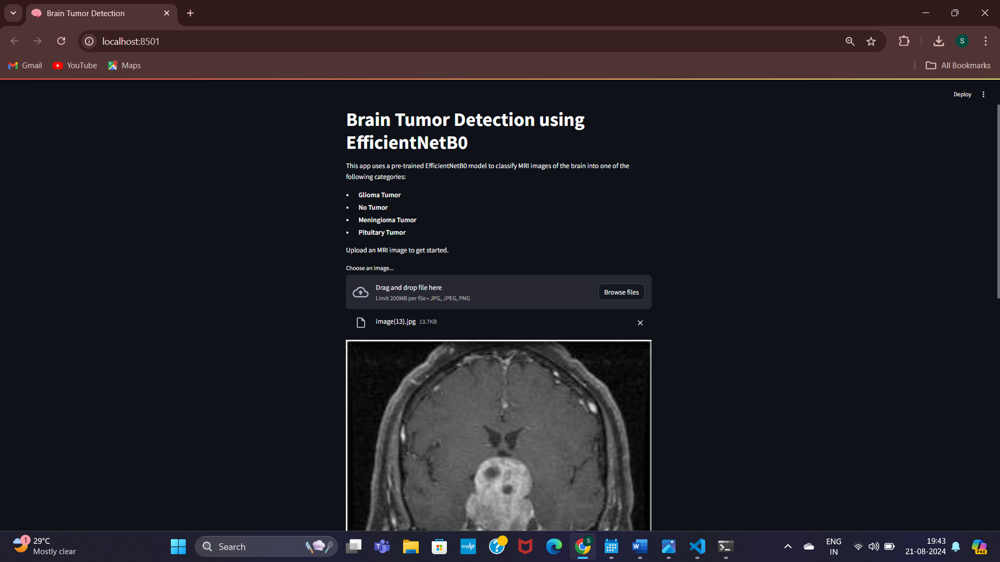 Brain Tumor Detection
localhost:8501
S
Gmail
YouTube
Maps
All Bookmarks
Deploy
Brain Tumor Detection using
EfficientNetB0
This app uses a pre-trained EfficientNetB0 model to classify MRI images of the brain into one of the
following categories:
• Glioma Tumor
• No Tumor
• Meningioma Tumor
• Pituitary Tumor
Upload an MRI image to get started.
Choose an image...
Drag and drop file here
Limit 200MB per file • JPG, JPEG, PNG
Browse files
image(13).jpg 13.7KB
1
29°C
Mostly clear
Search
T
myhp
?
S
W
ENG
IN
19:43
21-08-2024
PRE